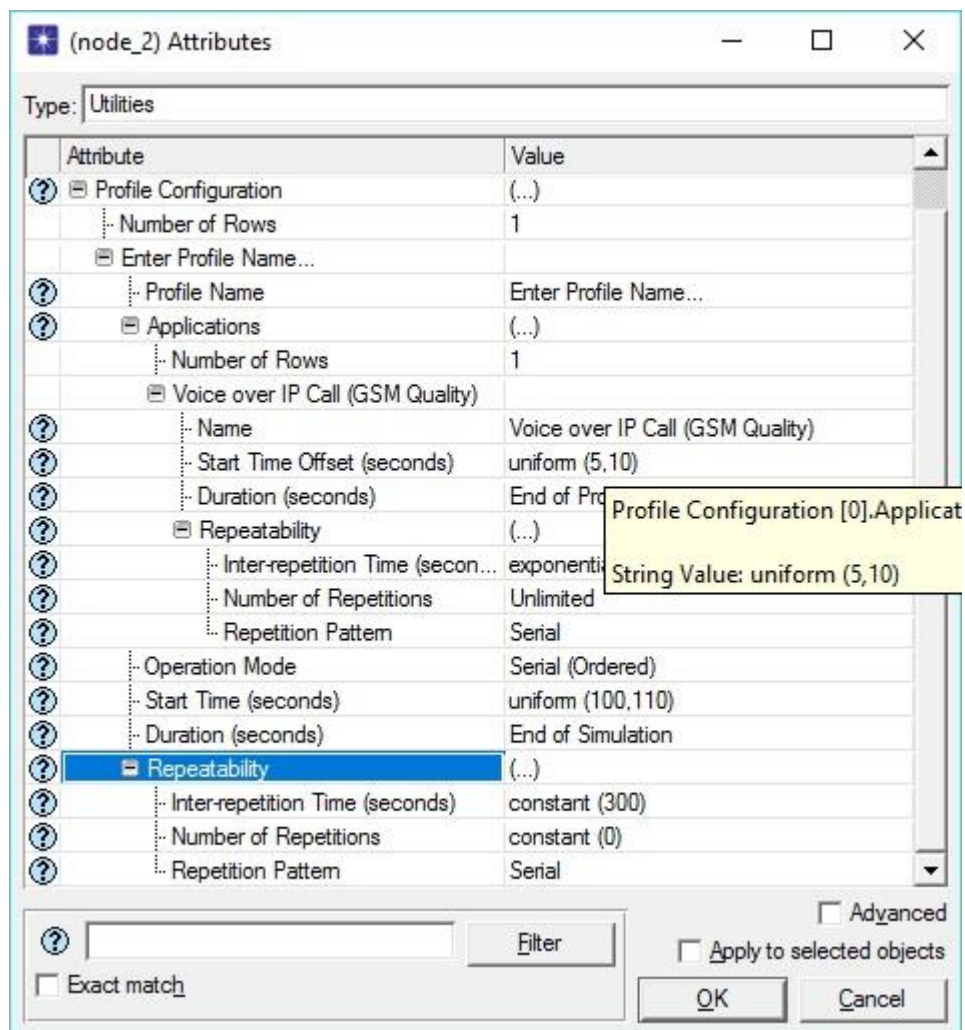 (node_2) Attributes
Type: Utilities
Attribute Value
Profile Configuration (...)
Number of Rows 1
Enter Profile Name...
Profile Name Enter Profile Name...
Applications (...)
Number of Rows 1
Voice over IP Call (GSM Quality)
Name Voice over IP Call (GSM Quality)
Start Time Offset (seconds) uniform (5,10)
Duration (seconds) End of Pro
Profile Configuration [0].Applicat
Repeatability (...)
Inter-repetition Time (secon... exponentia
String Value: uniform (5,10)
Number of Repetitions Unlimited
Repetition Pattern Serial
Operation Mode Serial (Ordered)
Start Time (seconds) uniform (100,110)
Duration (seconds) End of Simulation
Repeatability (...)
Inter-repetition Time (seconds) constant (300)
Number of Repetitions constant (0)
Repetition Pattern Serial
Advanced
Filter
Apply to selected objects
Exact match
OK Cancel